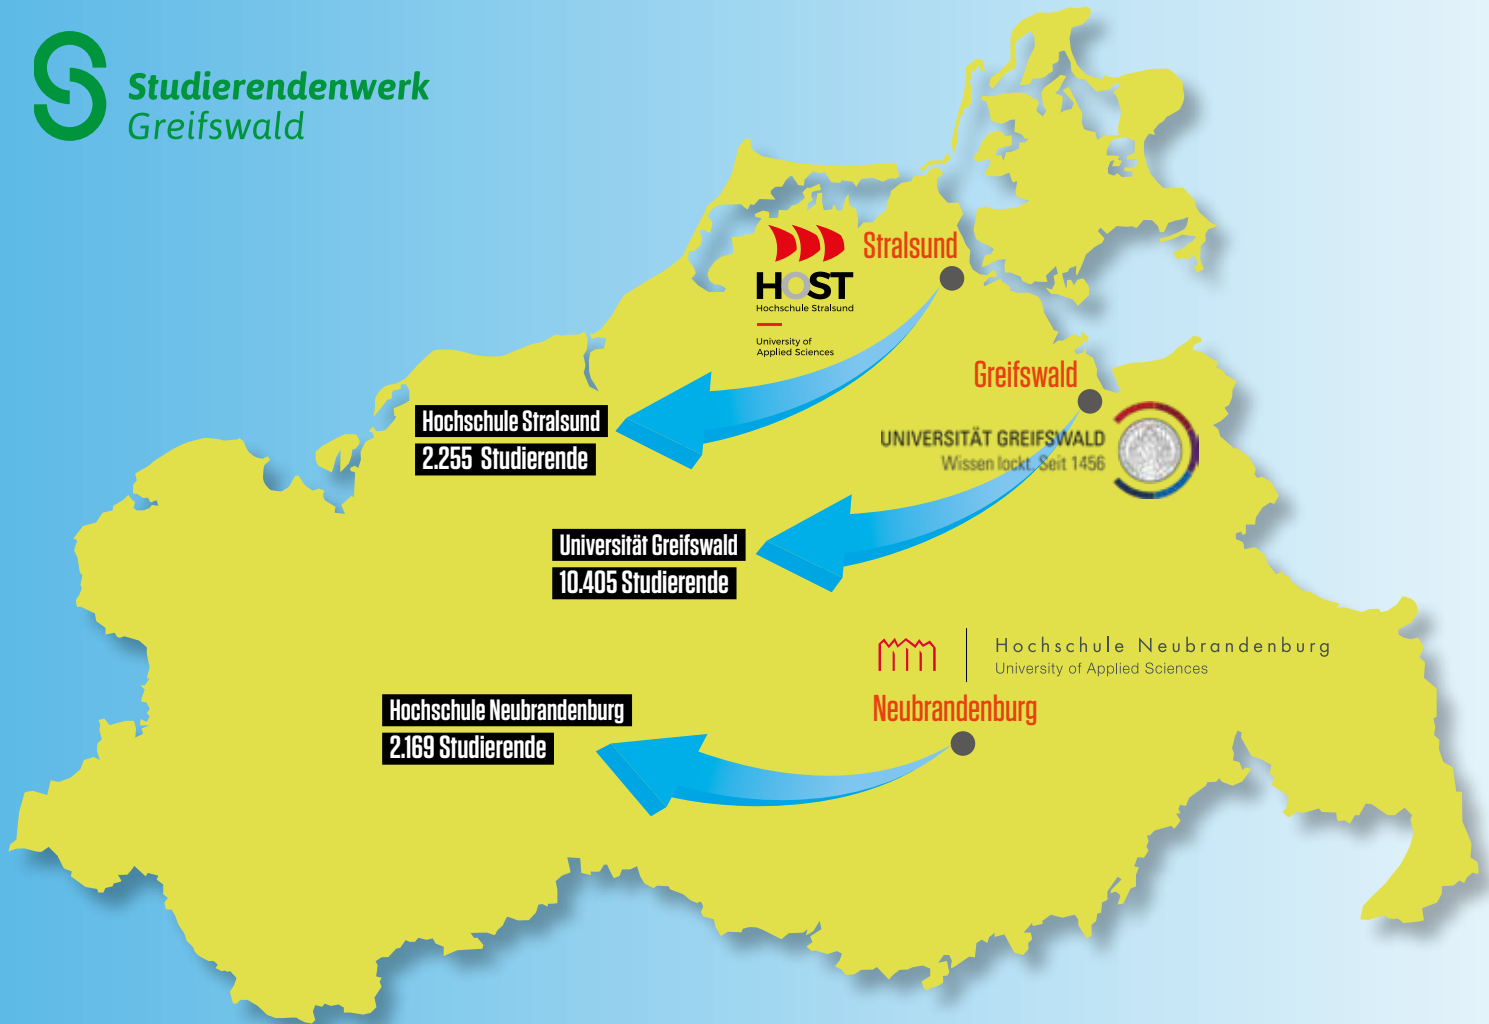 Studierendenwerk
Greifswald
Stralsund
HOST
Hochschule Stralsund
University of
Applied Sciences
Greifswald
Hochschule Stralsund
2.255 Studierende
UNIVERSITÄT GREIFSWALD
Wissen lockt. Seit 1456
Universität Greifswald
10.405 Studierende
Hochschule Neubrandenburg
University of Applied Sciences
Neubrandenburg
Hochschule Neubrandenburg
2.169 Studierende